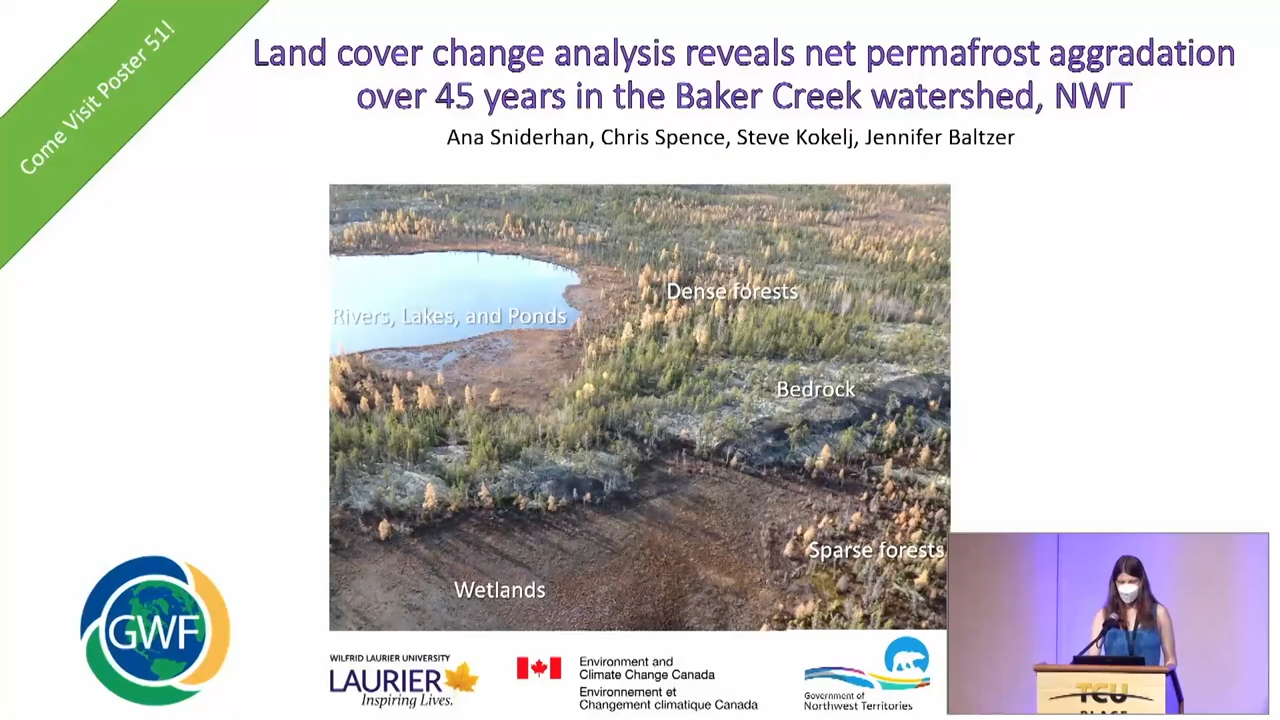 Come Visit Poster 51!
Land cover change analysis reveals net permafrost aggradation
over 45 years in the Baker Creek watershed, NWT
Ana Sniderhan, Chris Spence, Steve Kokelj, Jennifer Baltzer
Dense forests
Rivers, Lakes, and Ponds
Bedrock
Sparse forests
Wetlands
GWF
WILFRID LAURIER UNIVERSITY
LAURIER
Inspiring Lives.
Environment and
Climate Change Canada
Environnement et
Changement climatique Canada
Government of
Northwest Territories
TCU
PLACE